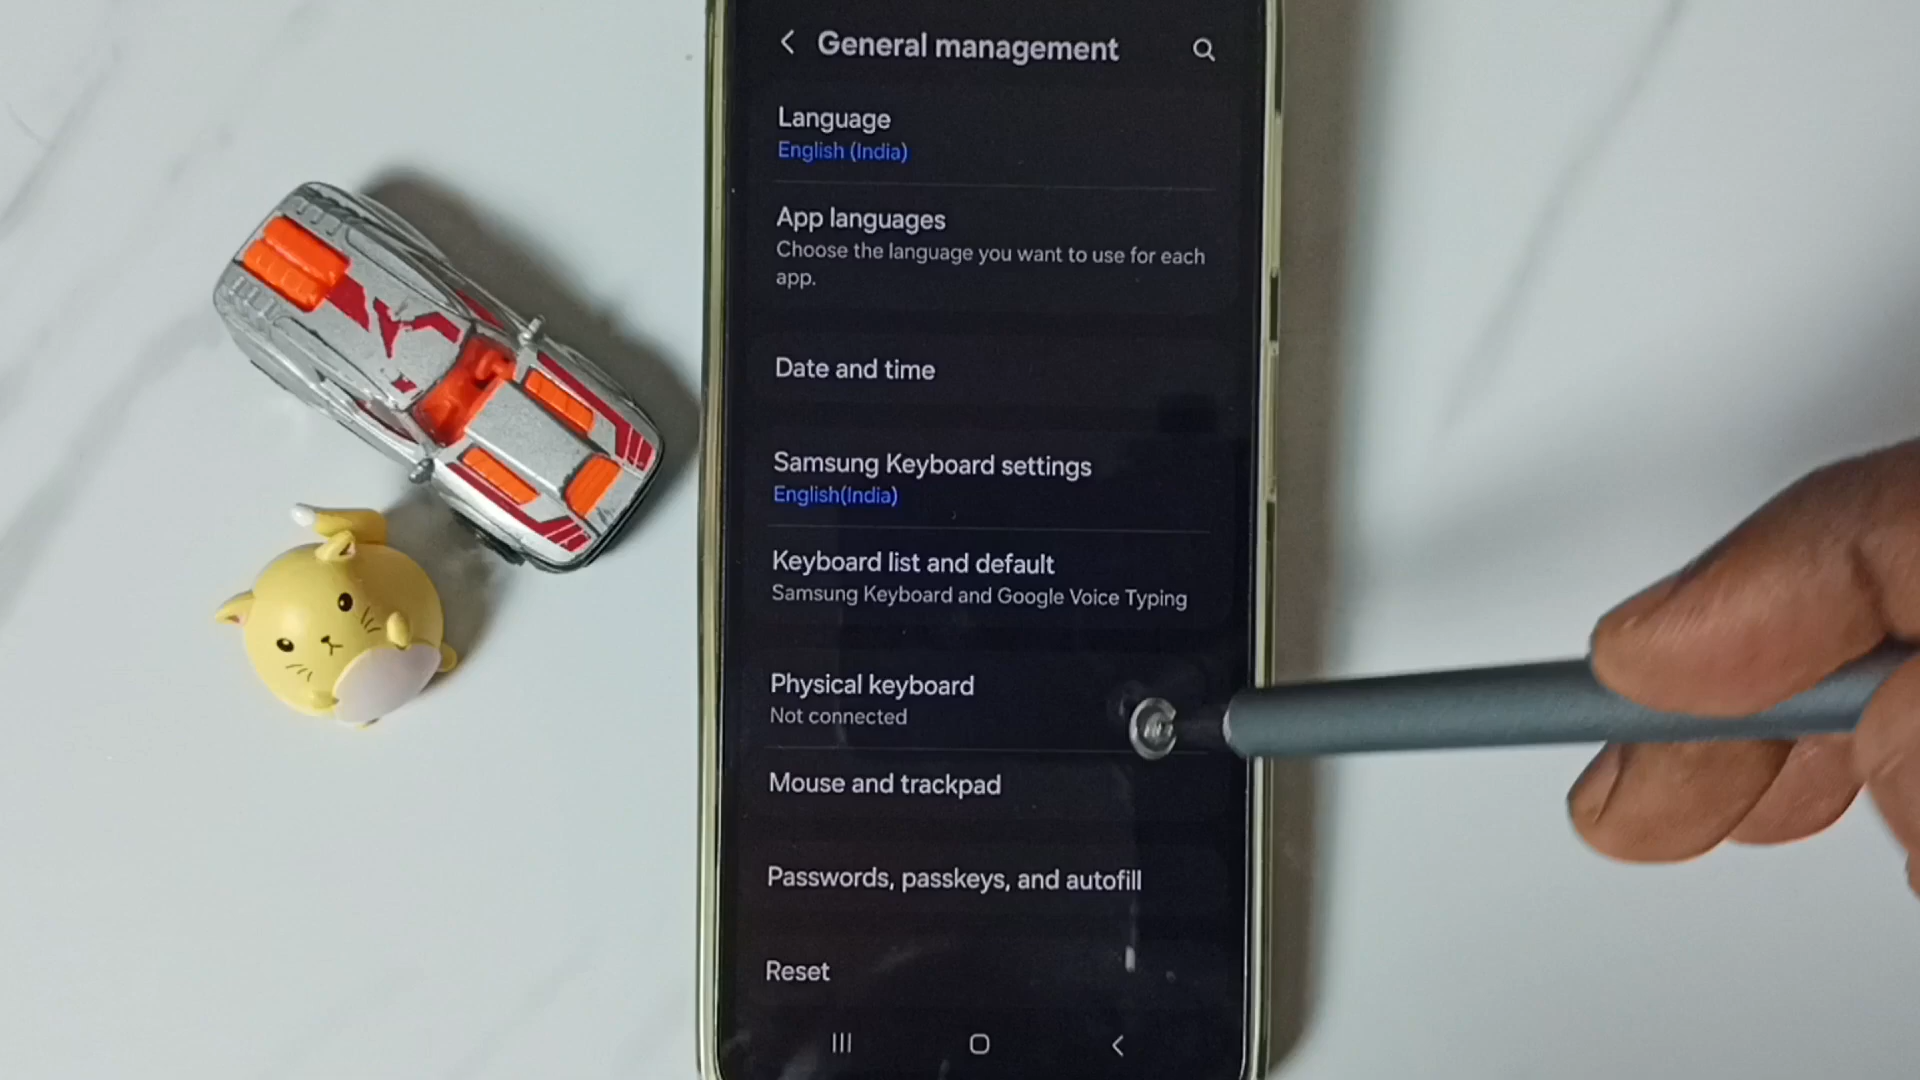 General management
Language
English (India)
App languages
Choose the language you want to use for each
app.
Date and time
Samsung Keyboard settings
English(India)
Keyboard list and default
Samsung Keyboard and Google Voice Typing
Physical keyboard
Not connected
Mouse and trackpad
Passwords, passkeys, and autofill
Reset